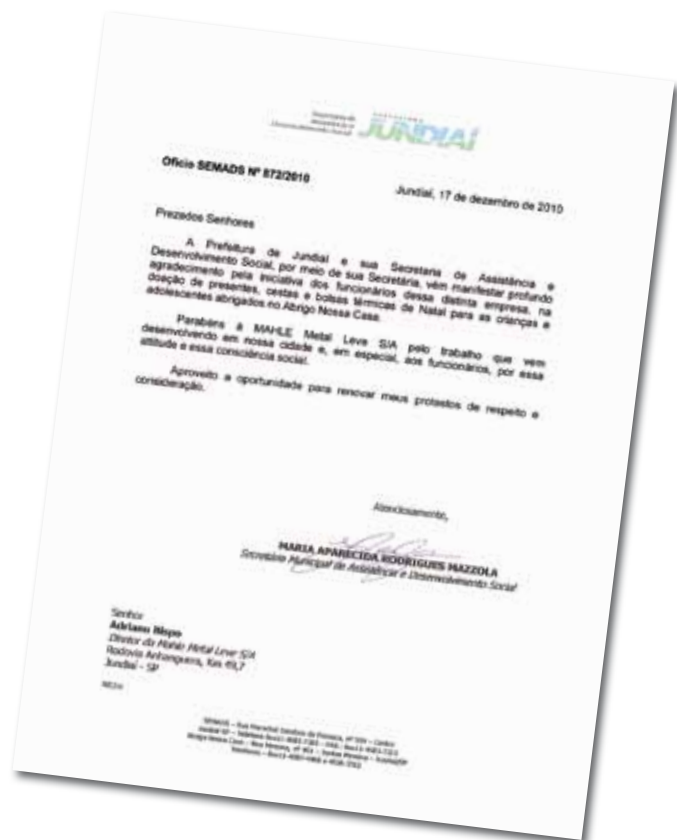 JUNDIAÍ
Ofício SEMADS Nº 872/2010
Jundiaí, 17 de dezembro de 2010
Prezados Senhores
A Prefeitura de Jundiaí e sua Secretaria de Assistência e
Desenvolvimento Social, por meio de sua Secretária, vêm manifestar profundo
agradecimento pela iniciativa dos funcionários dessa distinta empresa, na
doação de presentes, cestas e bolsas térmicas de Natal para as crianças e
adolescentes abrigados no Abrigo Nossa Casa.
Parabéns à MAHLE Metal Leve S/A pelo trabalho que vem
desenvolvendo em nossa cidade e, em especial, aos funcionários, por essa
atitude e essa consciência social.
Aproveito a oportunidade para renovar meus protestos de respeito e
consideração.
Atenciosamente,
MARIA APARECIDA RODRIGUES MAZZOLA
Secretária Municipal de Assistência e Desenvolvimento Social
Senhor
Adriano Bispo
Diretor da Mahle Metal Leve S/A
Rodovia Anhanguera, Km 49,7
Jundiaí - SP